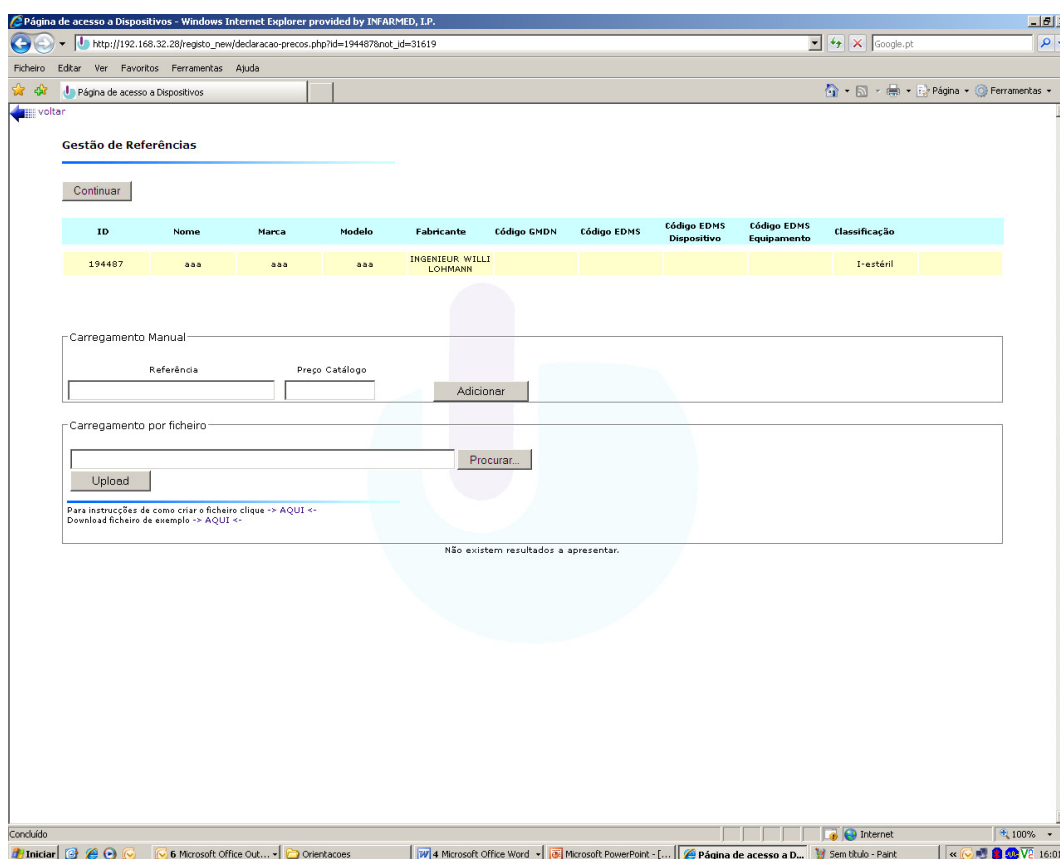 Página de acesso a Dispositivos - Windows Internet Explorer provided by INFARMED, I.P.
http://192.168.32.28/registo_new/declaracao-precos.php?id=194487&not_id=31619
Google.pt
Ficheiro Editar Ver Favoritos Ferramentas Ajuda
Página de acesso a Dispositivos
Página Ferramentas
voltar
Gestão de Referências
Continuar
ID Nome Marca Modelo Fabricante Código GMDN Código EDMS Código EDMS Dispositivo Código EDMS Equipamento Classificação
194487 aaa aaa aaa INGENIEUR WILLI LOHMANN I-estéril
Carregamento Manual
Referência Preço Catálogo
Adicionar
Carregamento por ficheiro
Procurar...
Upload
Para instrucções de como criar o ficheiro clique -> AQUI <-
Download ficheiro de exemplo -> AQUI <-
Não existem resultados a apresentar.
Concluído Internet 100%
Iniciar 6 Microsoft Office Out... Orientacoes 4 Microsoft Office Word Microsoft PowerPoint - [... Página de acesso a D... Sem título - Paint